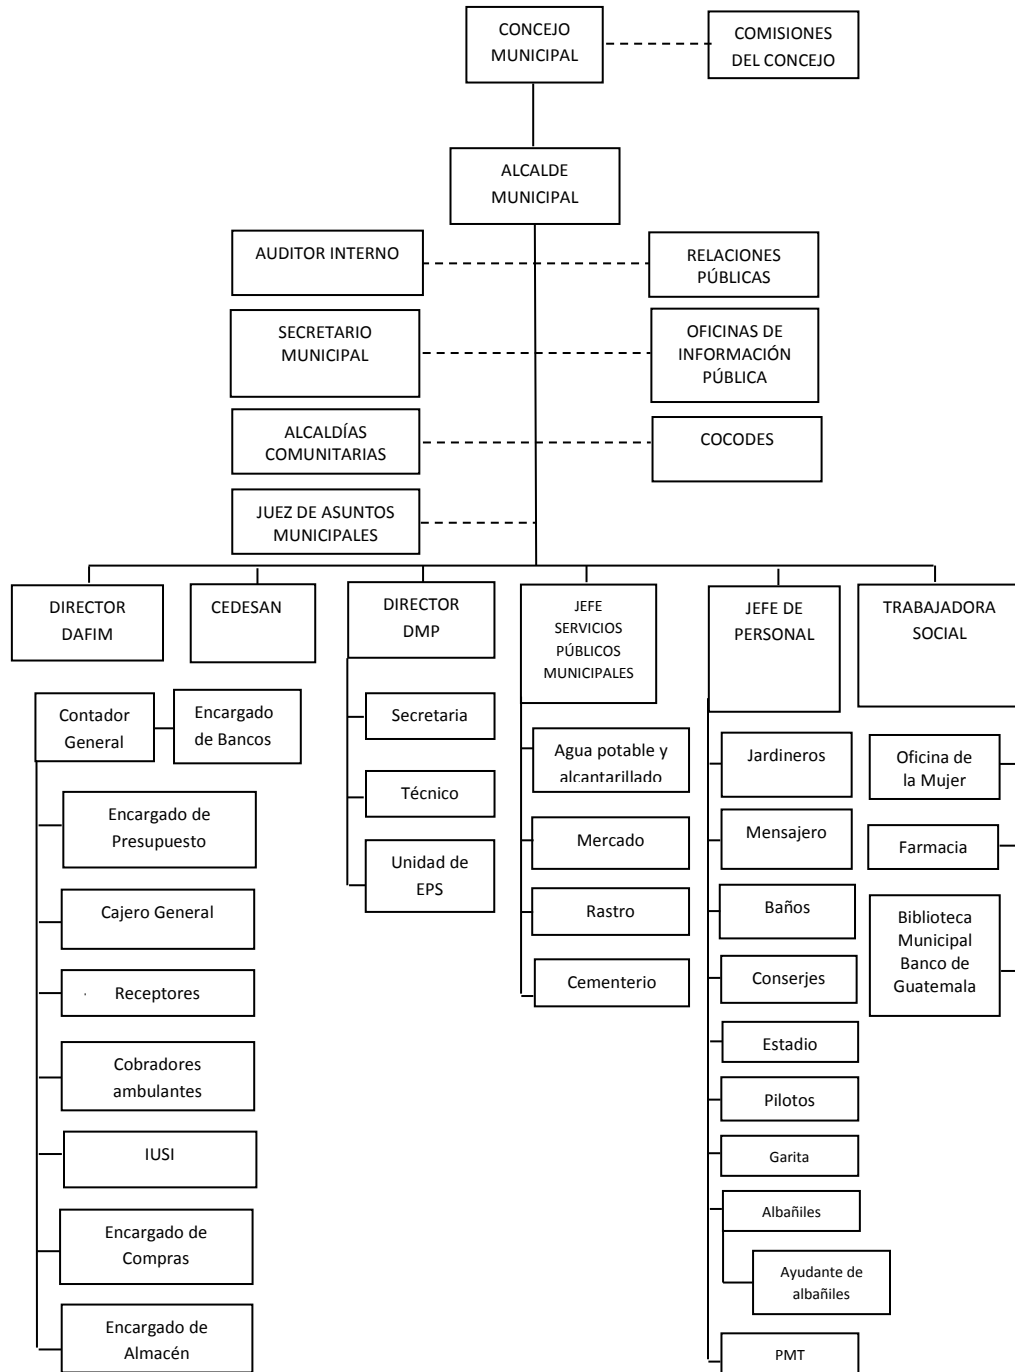 CONCEJO
MUNICIPAL
COMISIONES
DEL CONCEJO
ALCALDE
MUNICIPAL
AUDITOR INTERNO
RELACIONES
PÚBLICAS
SECRETARIO
MUNICIPAL
OFICINAS DE
INFORMACIÓN
PÚBLICA
ALCALDÍAS
COMUNITARIAS
COCODES
JUEZ DE ASUNTOS
MUNICIPALES
DIRECTOR
DAFIM
CEDESAN
DIRECTOR
DMP
JEFE
SERVICIOS
PÚBLICOS
MUNICIPALES
JEFE DE
PERSONAL
TRABAJADORA
SOCIAL
Contador
General
Encargado
de Bancos
Encargado de
Presupuesto
Cajero General
Receptores
Cobradores
ambulantes
IUSI
Encargado de
Compras
Encargado de
Almacén
Secretaria
Técnico
Unidad de
EPS
Agua potable y
alcantarillado
Mercado
Rastro
Cementerio
Jardineros
Mensajero
Baños
Conserjes
Estadio
Pilotos
Garita
Albañiles
Ayudante de
albañiles
PMT
Oficina de
la Mujer
Farmacia
Biblioteca
Municipal
Banco de
Guatemala